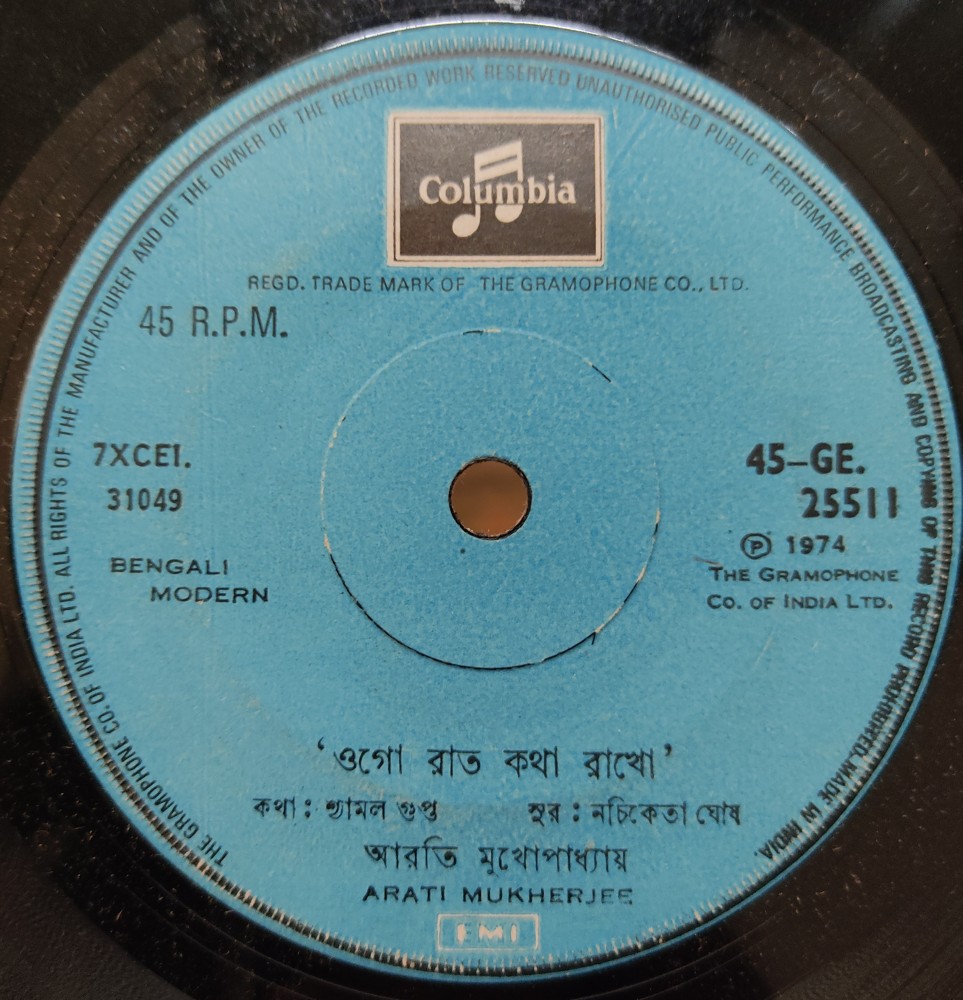 THE GRAMOPHONE CO. OF INDIA LTD. ALL RIGHTS OF THE MANUFACTURER AND OF THE OWNER OF THE RECORDED WORK RESERVED UNAUTHORISED PUBLIC PERFORMANCE BROADCASTING AND COPYING OF THIS RECORD PROHIBITED. MADE IN INDIA.
Columbia
REGD. TRADE MARK OF THE GRAMOPHONE CO., LTD.
45 R.P.M.
7XCEI.
31049
BENGALI
MODERN
45-GE.
25511
Ⓟ 1974
THE GRAMOPHONE
CO. OF INDIA LTD.
‘ওগো রাত কথা রাখো’
কথা : শ্যামল গুপ্ত সুর : নচিকেতা ঘোষ
আরতি মুখোপাধ্যায়
ARATI MUKHERJEE
EMI